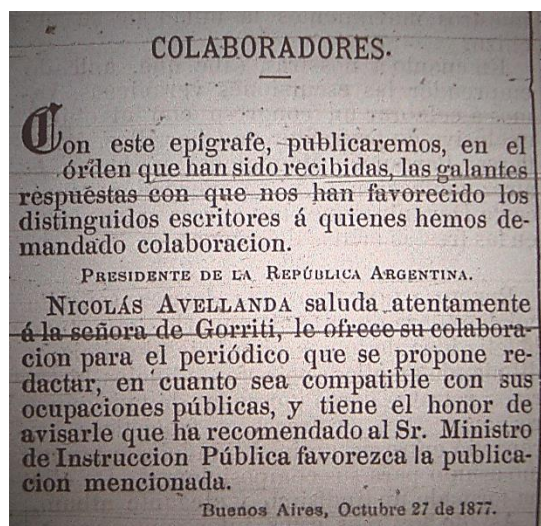 COLABORADORES.
Con este epígrafe, publicaremos, en el
órden que han sido recibidas, las galantes
respuéstas con que nos han favorecido los
distinguidos escritores á quienes hemos de-
mandado colaboracion.
PRESIDENTE DE LA REPÚBLICA ARGENTINA.
NICOLÁS AVELLANDA saluda atentamente
á la señora de Gorriti, le ofrece su colabora-
cion para el periódico que se propone re-
dactar, en cuanto sea compatible con sus
ocupaciones públicas, y tiene el honor de
avisarle que ha recomendado al Sr. Ministro
de Instruccion Pública favorezca la publica-
cion mencionada.
Buenos Aires, Octubre 27 de 1877.